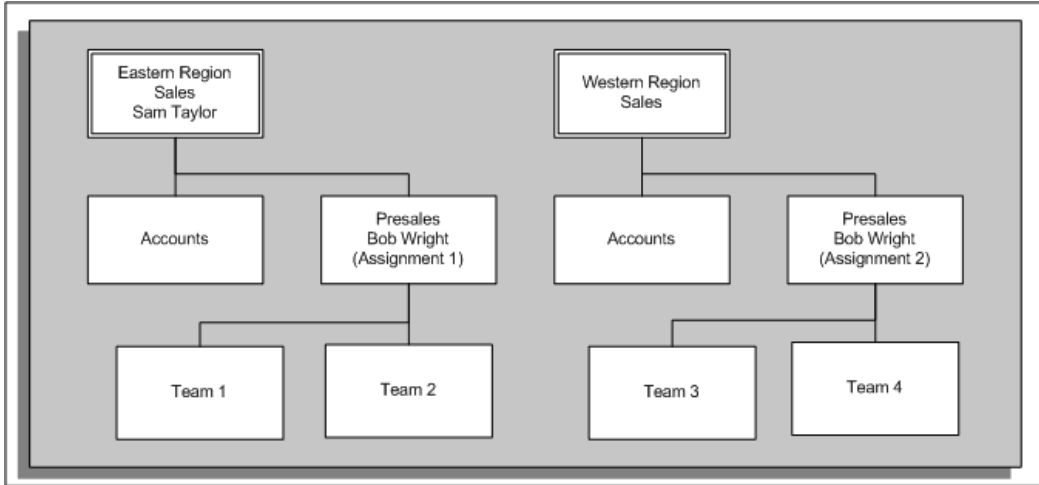 Eastern Region
Sales
Sam Taylor
Western Region
Sales
Accounts
Presales
Bob Wright
(Assignment 1)
Accounts
Presales
Bob Wright
(Assignment 2)
Team 1
Team 2
Team 3
Team 4